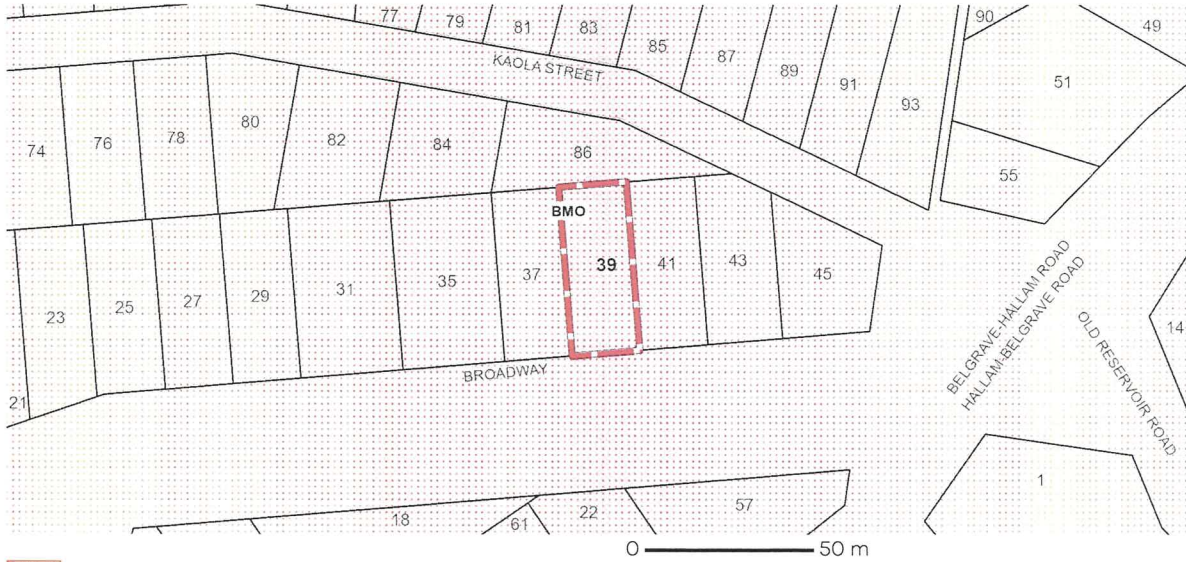 77 79 81 83 85 87 89 91 93 90 49
KAOLA STREET
51
74 76 78 80 82 84 86
55
BMO
23 25 27 29 31 35 37 39 41 43 45
BELGRAVE-HALLAM ROAD
HALLAM-BELGRAVE ROAD
OLD RESERVOIR ROAD
14
BROADWAY
21
18 61 22 57 1
0 50 m